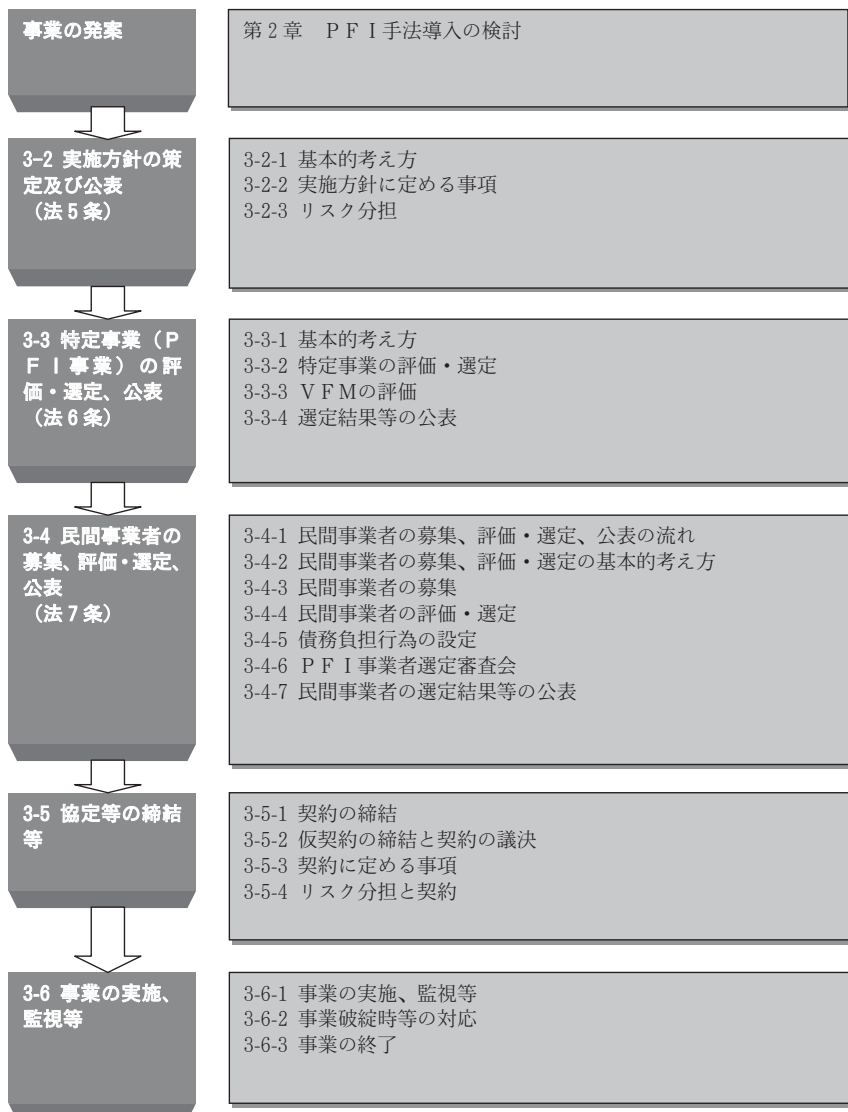 事業の発案
第2章　ＰＦＩ手法導入の検討
3-2 実施方針の策
定及び公表
（法5条）
3-2-1 基本的考え方
3-2-2 実施方針に定める事項
3-2-3 リスク分担
3-3 特定事業（Ｐ
ＦＩ事業）の評
価・選定、公表
（法6条）
3-3-1 基本的考え方
3-3-2 特定事業の評価・選定
3-3-3 ＶＦＭの評価
3-3-4 選定結果等の公表
3-4 民間事業者の
募集、評価・選定、
公表
（法7条）
3-4-1 民間事業者の募集、評価・選定、公表の流れ
3-4-2 民間事業者の募集、評価・選定の基本的考え方
3-4-3 民間事業者の募集
3-4-4 民間事業者の評価・選定
3-4-5 債務負担行為の設定
3-4-6 ＰＦＩ事業者選定審査会
3-4-7 民間事業者の選定結果等の公表
3-5 協定等の締結
等
3-5-1 契約の締結
3-5-2 仮契約の締結と契約の議決
3-5-3 契約に定める事項
3-5-4 リスク分担と契約
3-6 事業の実施、
監視等
3-6-1 事業の実施、監視等
3-6-2 事業破綻時等の対応
3-6-3 事業の終了